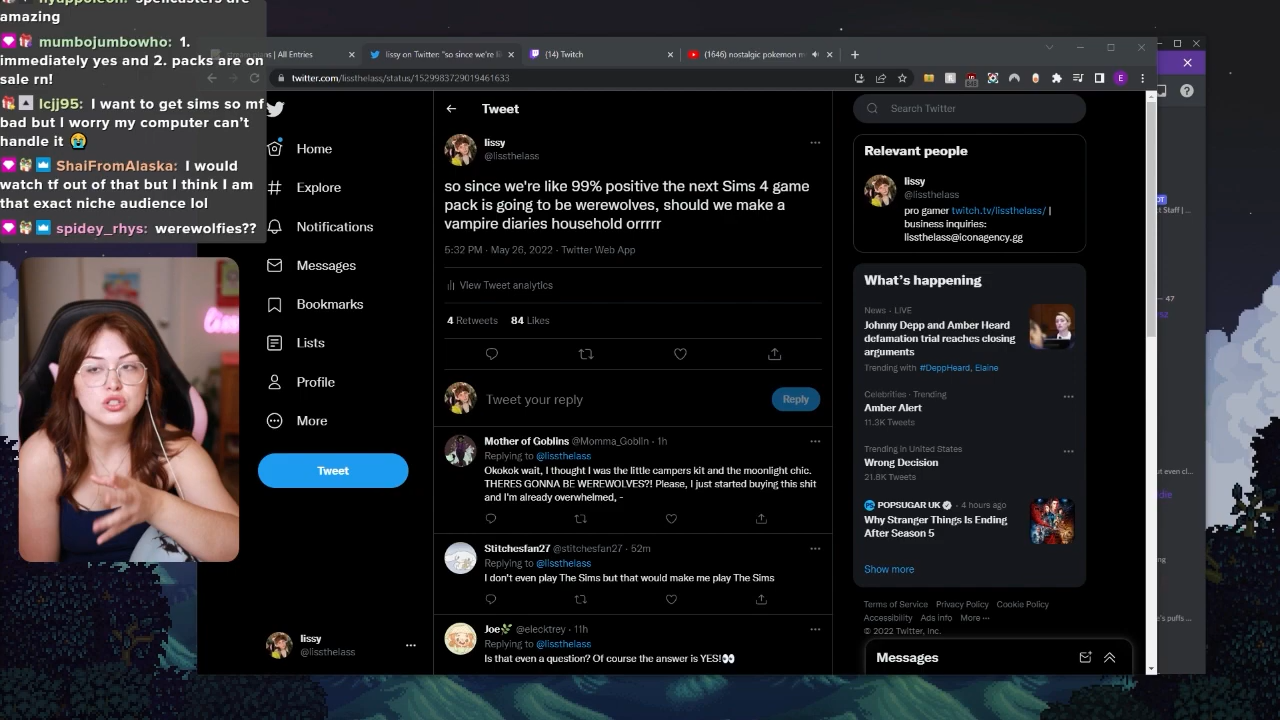 amazing
mumbojumbowho: 1.
immediately yes and 2. packs are on
sale rn!
lcjj95: I want to get sims so mf
bad but I worry my computer can't
handle it 😭
ShaiFromAlaska: I would
watch tf out of that but I think I am
that exact niche audience lol
spidey_rhys: werewolfies??
All Entries
lissy on Twitter: "so since we're li
(14) Twitch
(1646) nostalgic pokemon m
twitter.com/lissthelass/status/1529983729019461633
Home
Explore
Notifications
Messages
Bookmarks
Lists
Profile
More
Tweet
lissy
@lissthelass
Tweet
lissy
@lissthelass
so since we're like 99% positive the next Sims 4 game
pack is going to be werewolves, should we make a
vampire diaries household orrrrr
5:32 PM · May 26, 2022 · Twitter Web App
View Tweet analytics
4 Retweets 84 Likes
Tweet your reply
Reply
Mother of Goblins @Momma_Goblin · 1h
Replying to @lissthelass
Okokok wait, I thought I was the little campers kit and the moonlight chic.
THERES GONNA BE WEREWOLVES?! Please, I just started buying this shit
and I'm already overwhelmed, -
Stitchesfan27 @stitchesfan27 · 52m
Replying to @lissthelass
I don't even play The Sims but that would make me play The Sims
Joe🌿 @elecktrey · 11h
Replying to @lissthelass
Is that even a question? Of course the answer is YES!👀
Search Twitter
Relevant people
lissy
@lissthelass
pro gamer twitch.tv/lissthelass/ |
business inquiries:
lissthelass@iconagency.gg
What's happening
News · LIVE
Johnny Depp and Amber Heard
defamation trial reaches closing
arguments
Trending with #DeppHeard, Elaine
Celebrities · Trending
Amber Alert
11.3K Tweets
Trending in United States
Wrong Decision
21.8K Tweets
POPSUGAR UK · 4 hours ago
Why Stranger Things Is Ending
After Season 5
Show more
Terms of Service Privacy Policy Cookie Policy
Accessibility Ads info More ···
© 2022 Twitter, Inc.
Messages